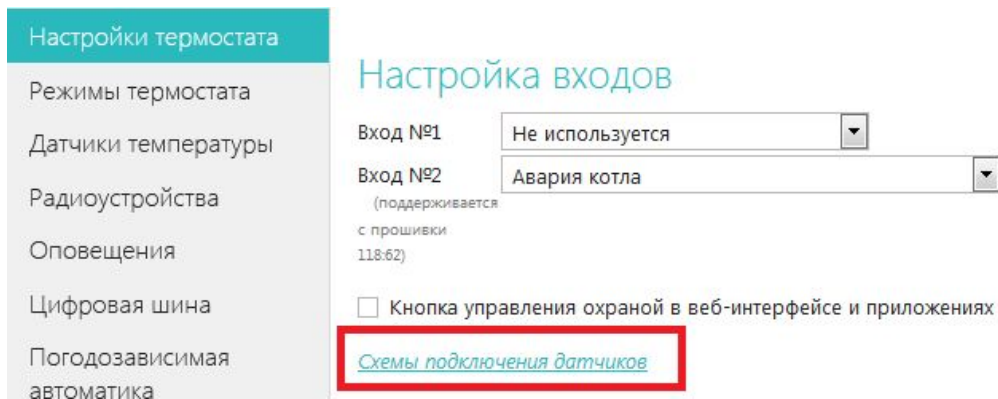 Настройки термостата
Режимы термостата
Датчики температуры
Радиоустройства
Оповещения
Цифровая шина
Погодозависимая
автоматика
Настройка входов
Вход №1 Не используется
Вход №2 Авария котла
(поддерживается
с прошивки
118:62)
Кнопка управления охраной в веб-интерфейсе и приложениях
Схемы подключения датчиков